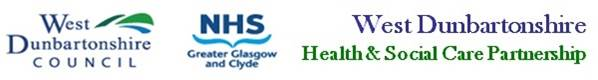 West
Dunbartonshire
COUNCIL
NHS
Greater Glasgow
and Clyde
West Dunbartonshire
Health & Social Care Partnership